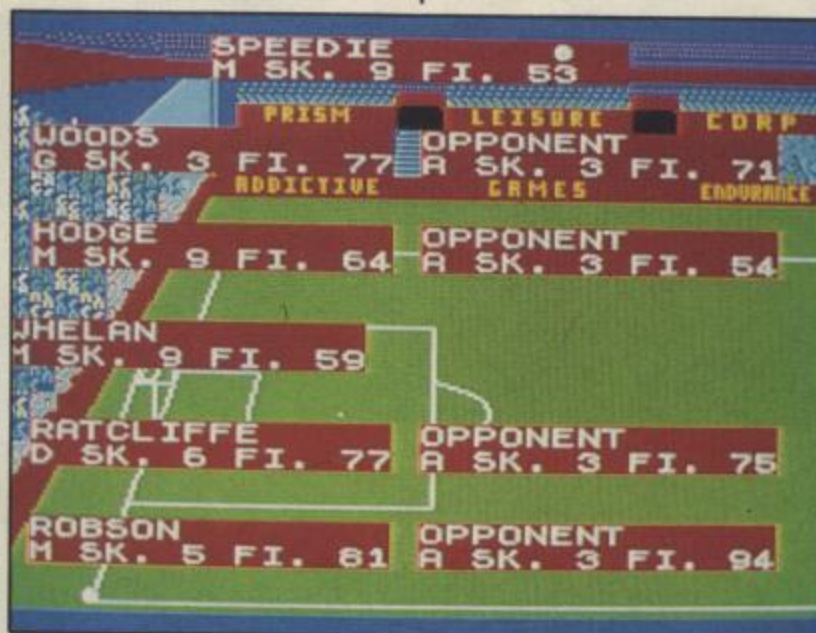 SPEEDIE
M SK. 9 FI. 53
PRISM LEISURE CORP
WOODS
G SK. 3 FI. 77
OPPONENT
A SK. 3 FI. 71
ADDICTIVE GAMES ENDURANCE
HODGE
M SK. 9 FI. 64
OPPONENT
A SK. 3 FI. 54
WHELAN
M SK. 9 FI. 59
RATCLIFFE
D SK. 6 FI. 77
OPPONENT
A SK. 3 FI. 75
ROBSON
M SK. 5 FI. 81
OPPONENT
A SK. 3 FI. 94